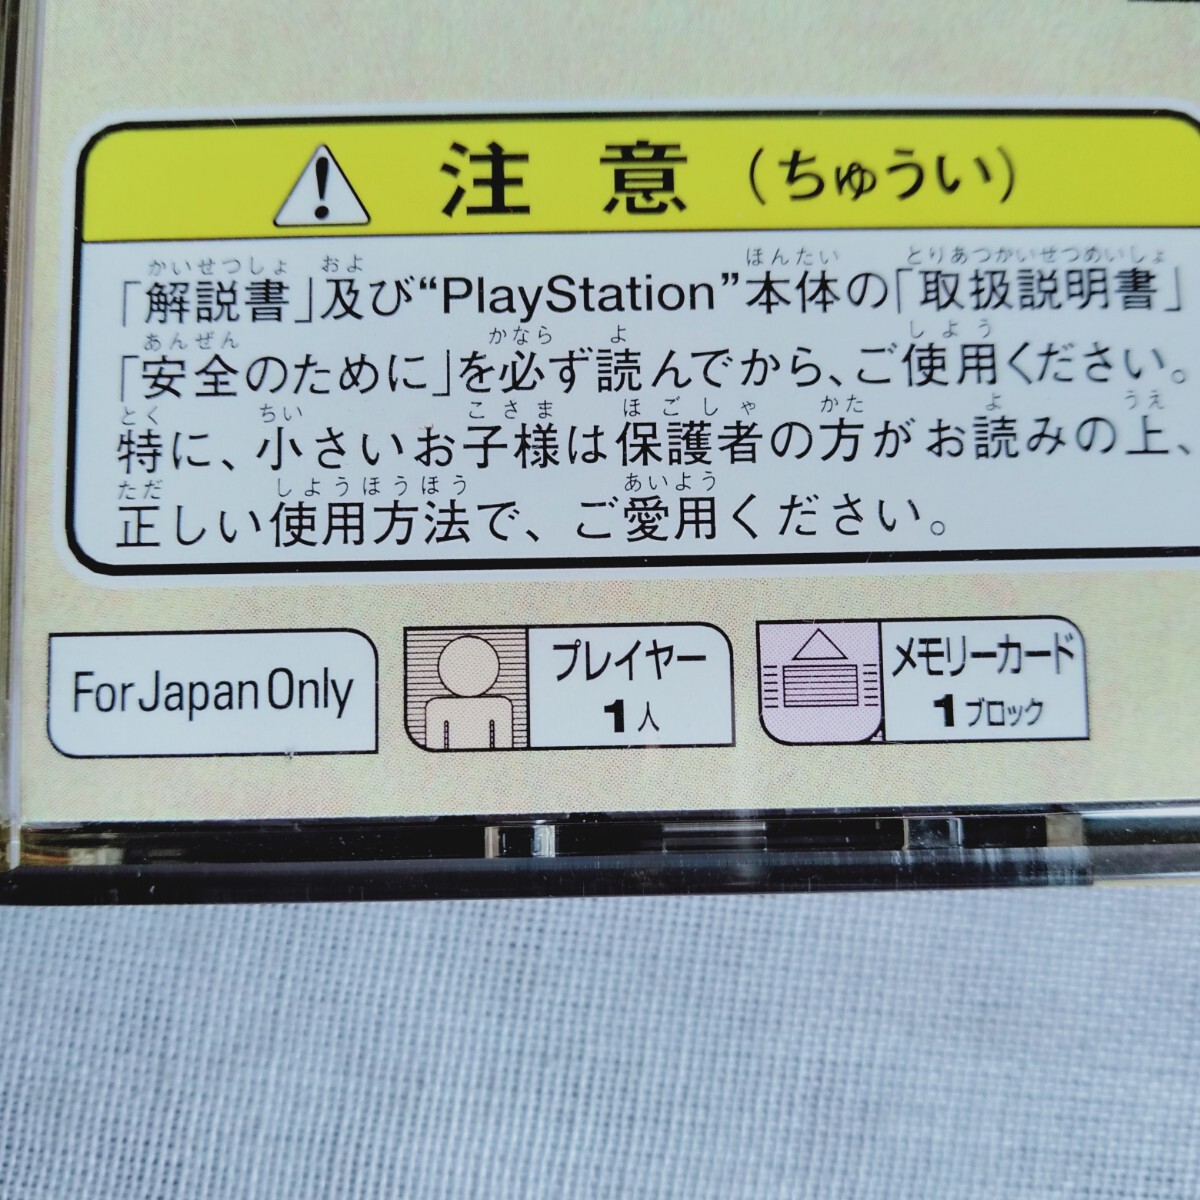 注意（ちゅうい）
かいせつしょ およ ほんたい とりあつかいせつめいしょ
「解説書」及び“PlayStation”本体の「取扱説明書」
あんぜん かなら よ しよう
「安全のために」を必ず読んでから、ご使用ください。
とく ちい こさま ほごしゃ かた よ うえ
特に、小さいお子様は保護者の方がお読みの上、
ただ しようほうほう あいよう
正しい使用方法で、ご愛用ください。
For Japan Only
プレイヤー
1人
メモリーカード
1ブロック